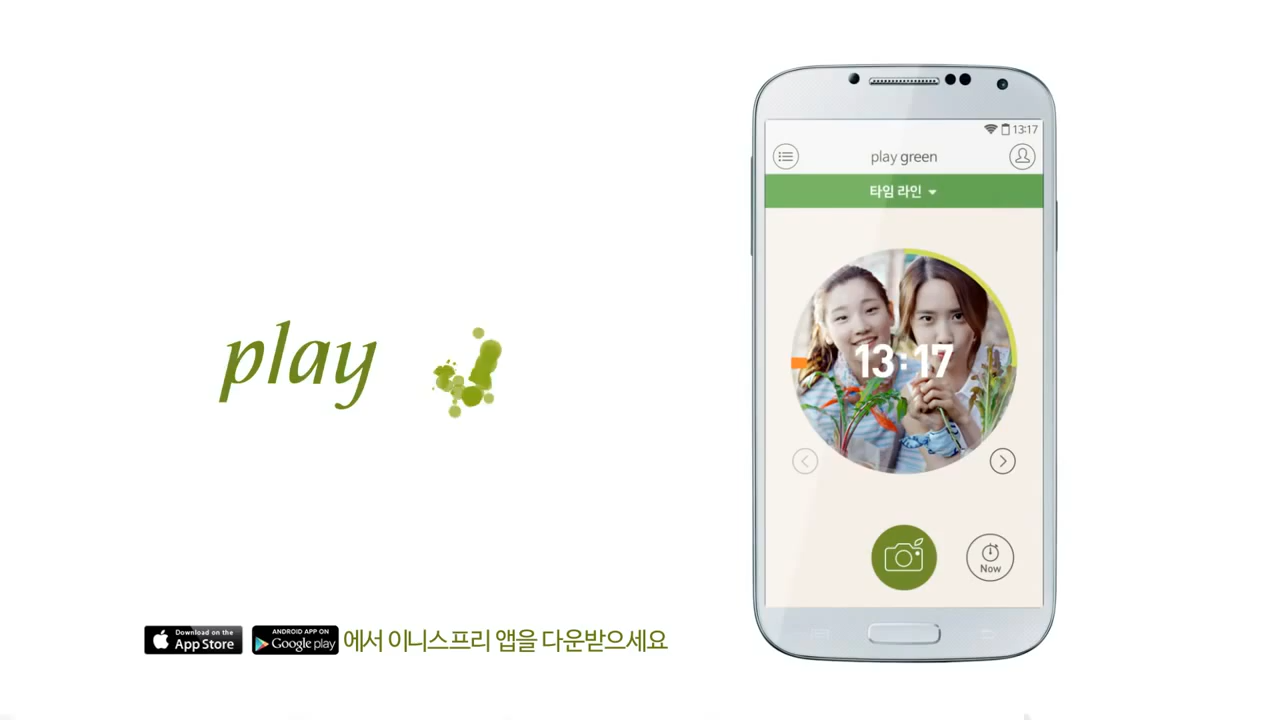 13:17
play green
타임 라인
13:17
Now
play
Download on the
App Store
ANDROID APP ON
Google play
에서 이니스프리 앱을 다운받으세요